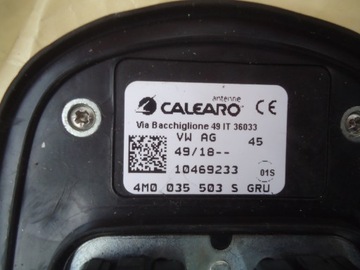 antenne
CALEARO CE
Via Bacchiglione 49 IT 36033
VW AG 45
49/18--
10469233 01S
4M0 035 503 S GRU